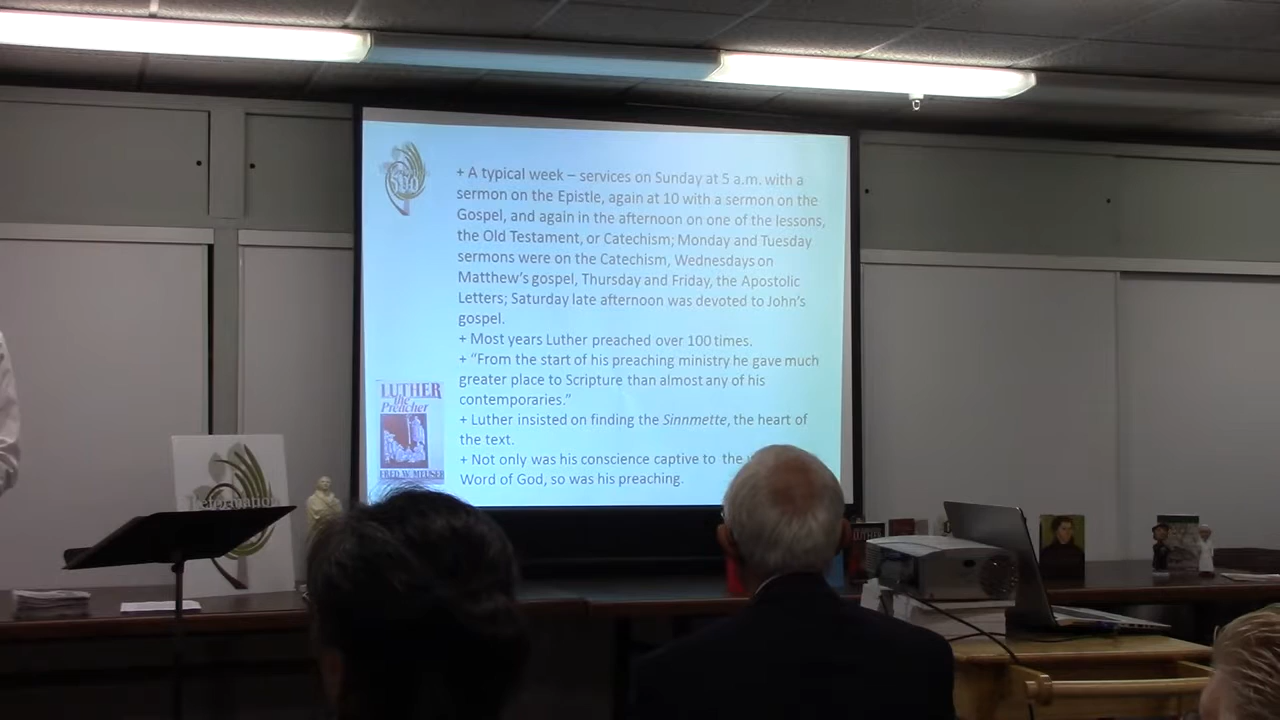 500
+ A typical week – services on Sunday at 5 a.m. with a
sermon on the Epistle, again at 10 with a sermon on the
Gospel, and again in the afternoon on one of the lessons,
the Old Testament, or Catechism; Monday and Tuesday
sermons were on the Catechism, Wednesdays on
Matthew's gospel, Thursday and Friday, the Apostolic
Letters; Saturday late afternoon was devoted to John's
gospel.
+ Most years Luther preached over 100 times.
+ "From the start of his preaching ministry he gave much
greater place to Scripture than almost any of his
contemporaries."
+ Luther insisted on finding the Sinnmette, the heart of
the text.
+ Not only was his conscience captive to the
Word of God, so was his preaching.
LUTHER
the
Preacher
FRED W. MEUSER
Reformation